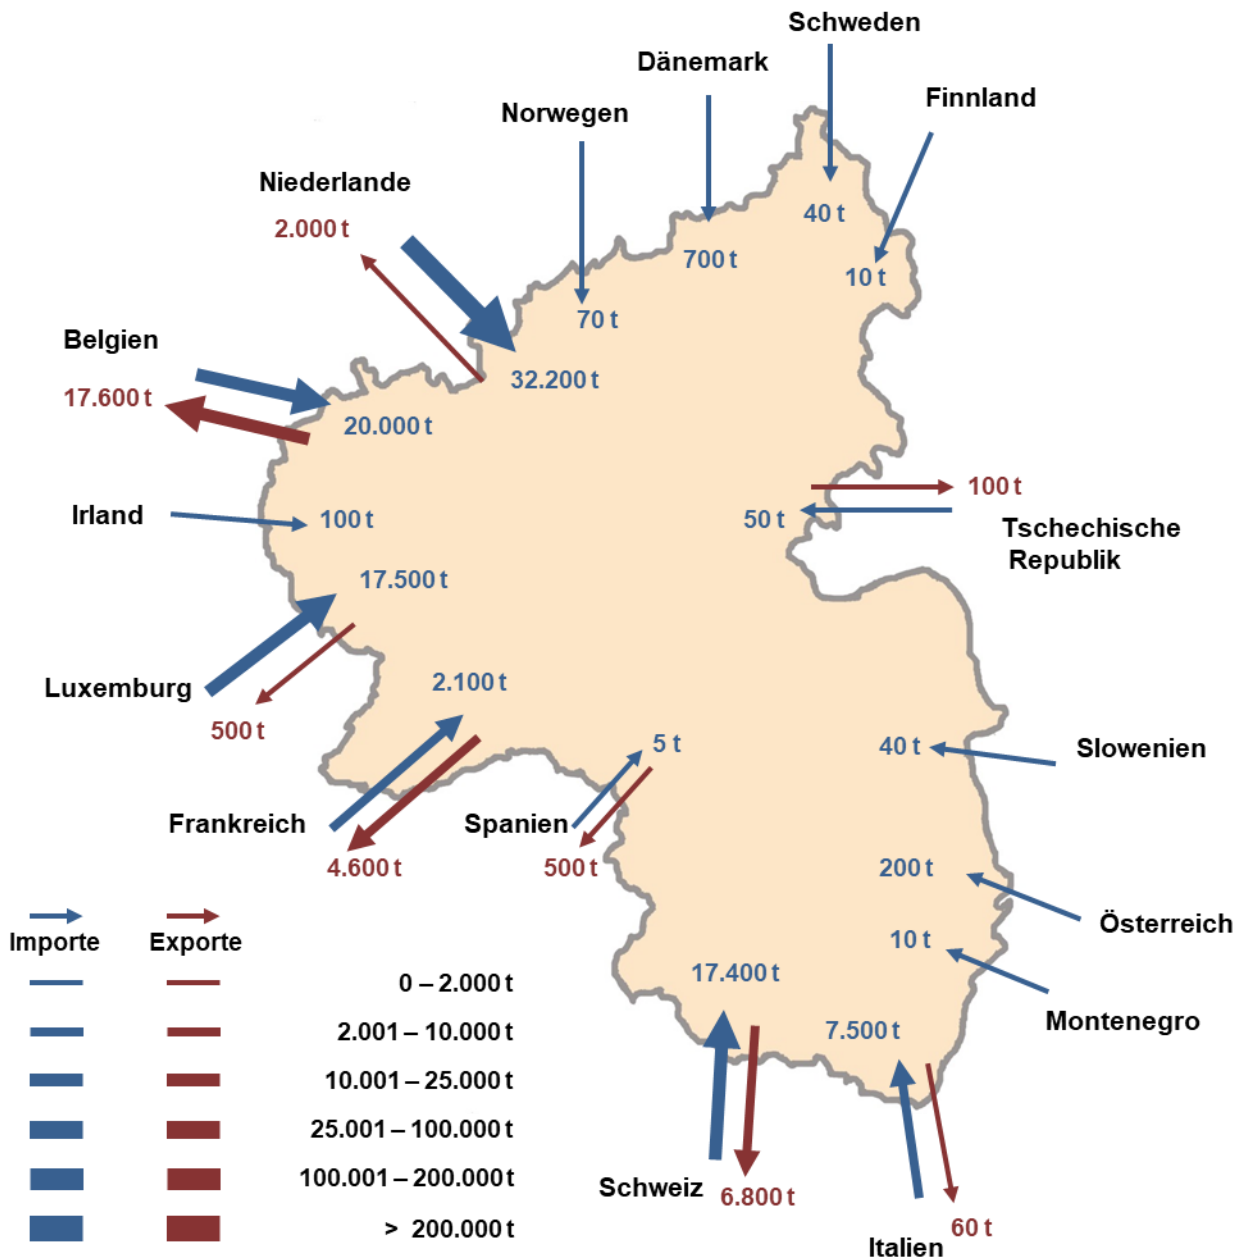 Schweden
Dänemark
Finnland
Norwegen
Niederlande
2.000 t
40 t
700 t
10 t
70 t
Belgien
32.200 t
17.600 t
20.000 t
100 t
Irland
100 t
50 t
Tschechische
Republik
17.500 t
Luxemburg
2.100 t
500 t
5 t
40 t
Slowenien
Frankreich
Spanien
4.600 t
500 t
200 t
Österreich
10 t
17.400 t
Montenegro
7.500 t
Schweiz
6.800 t
60 t
Italien
Importe Exporte
0 – 2.000 t
2.001 – 10.000 t
10.001 – 25.000 t
25.001 – 100.000 t
100.001 – 200.000 t
> 200.000 t